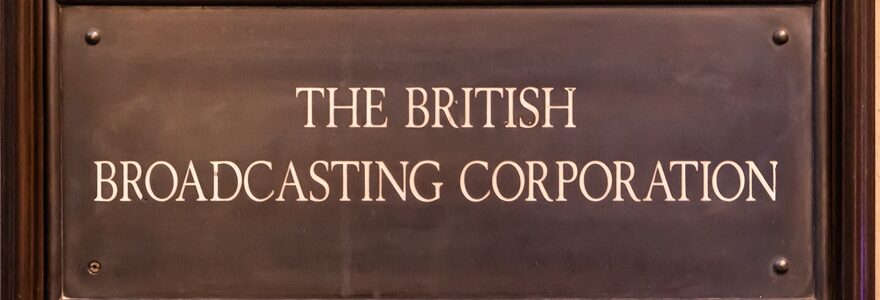 THE BRITISH
BROADCASTING CORPORATION